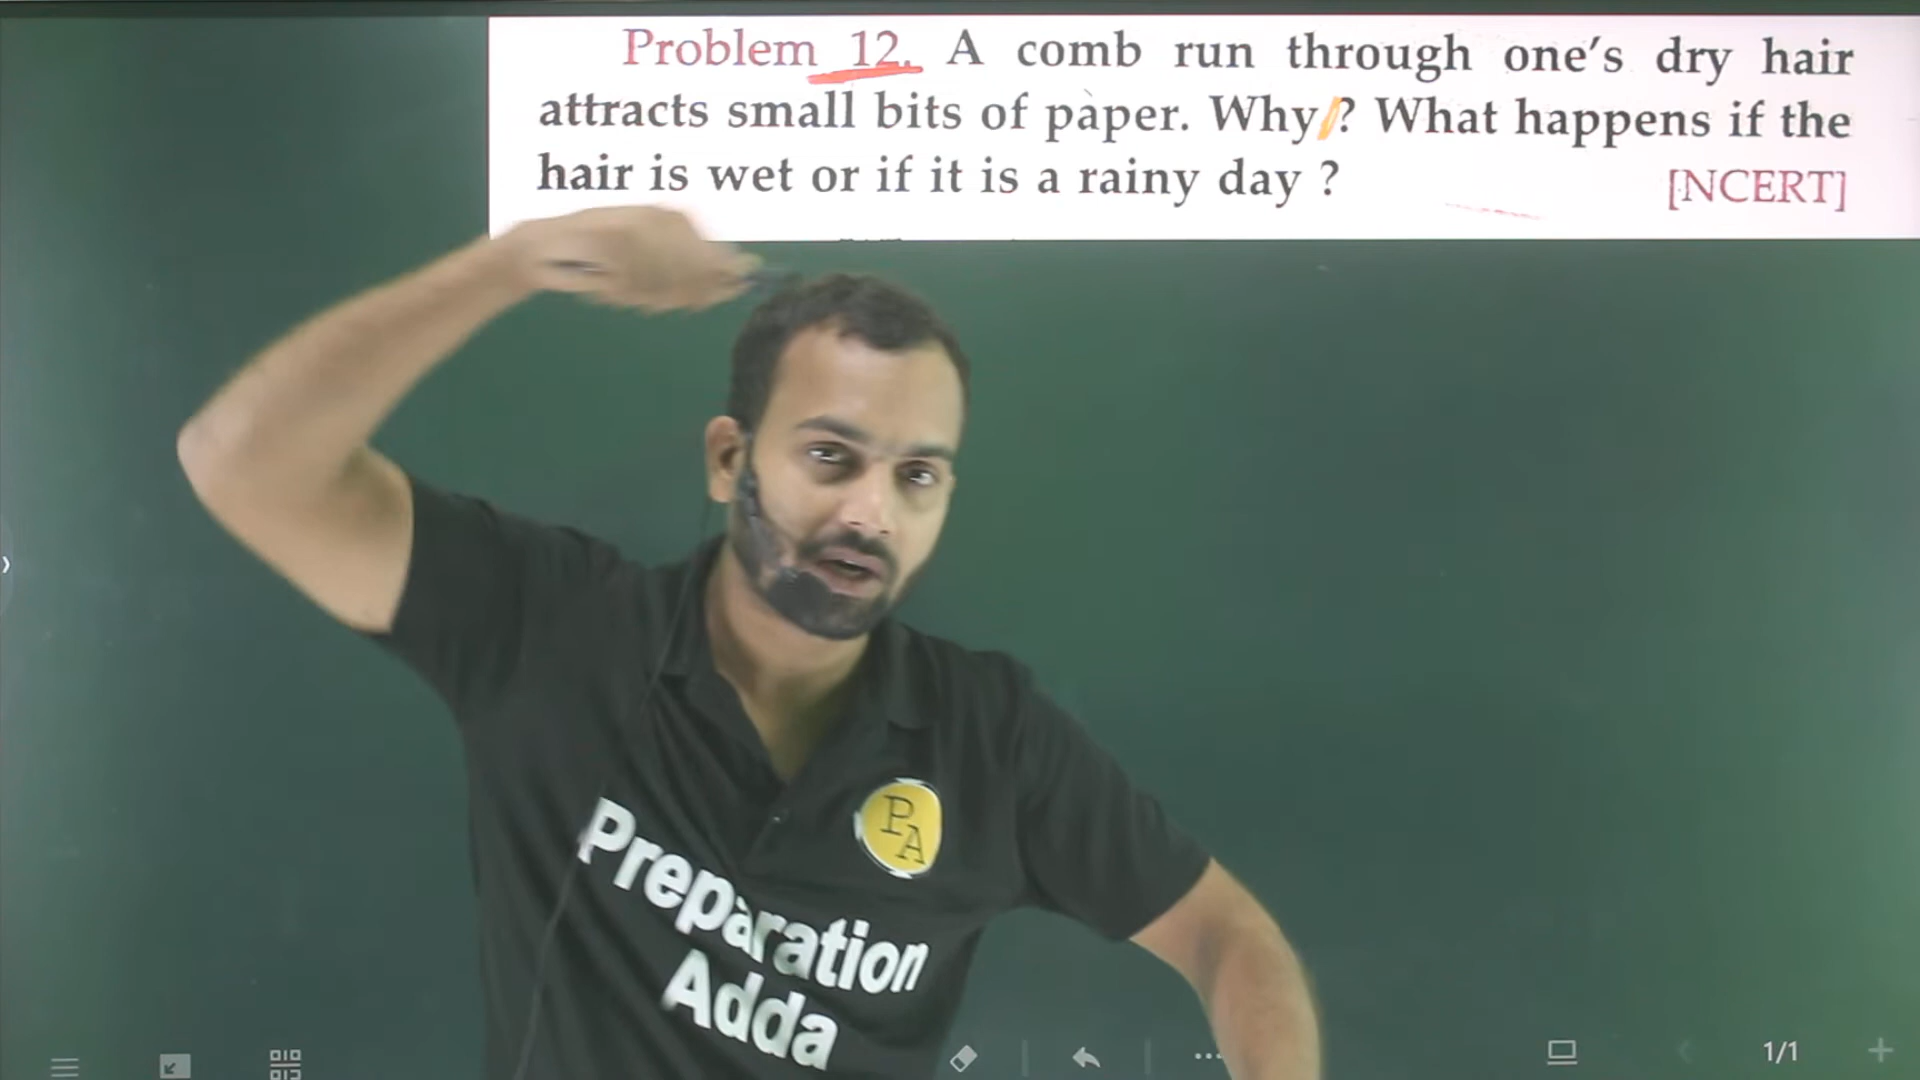 Problem 12. A comb run through one's dry hair
attracts small bits of paper. Why ? What happens if the
hair is wet or if it is a rainy day ?
[NCERT]
PA
Preparation
Adda
1/1